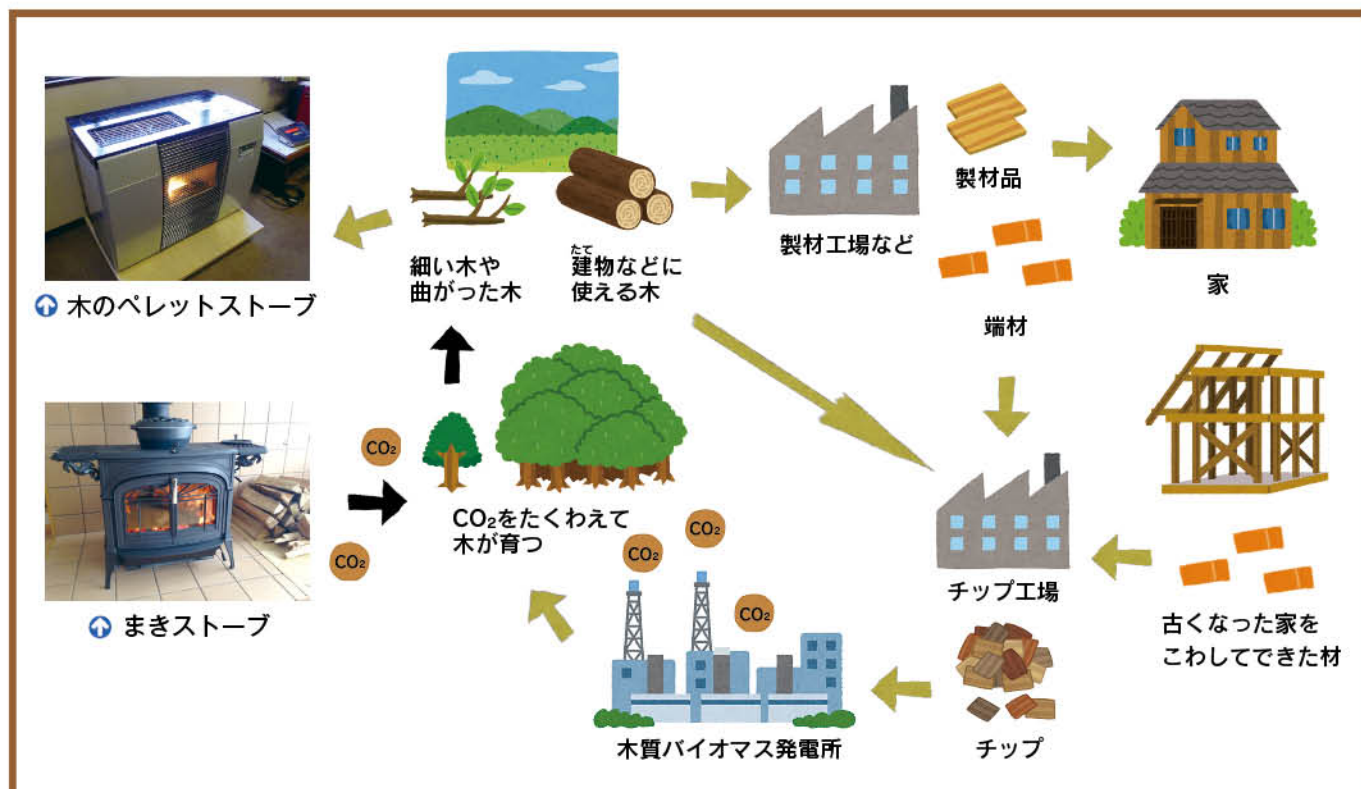 木のペレットストーブ
細い木や
曲がった木
たて
建物などに
使える木
製材工場など
製材品
端材
家
まきストーブ
CO₂
CO₂
CO₂をたくわえて
木が育つ
CO₂
CO₂
CO₂
木質バイオマス発電所
チップ工場
チップ
古くなった家を
こわしてできた材